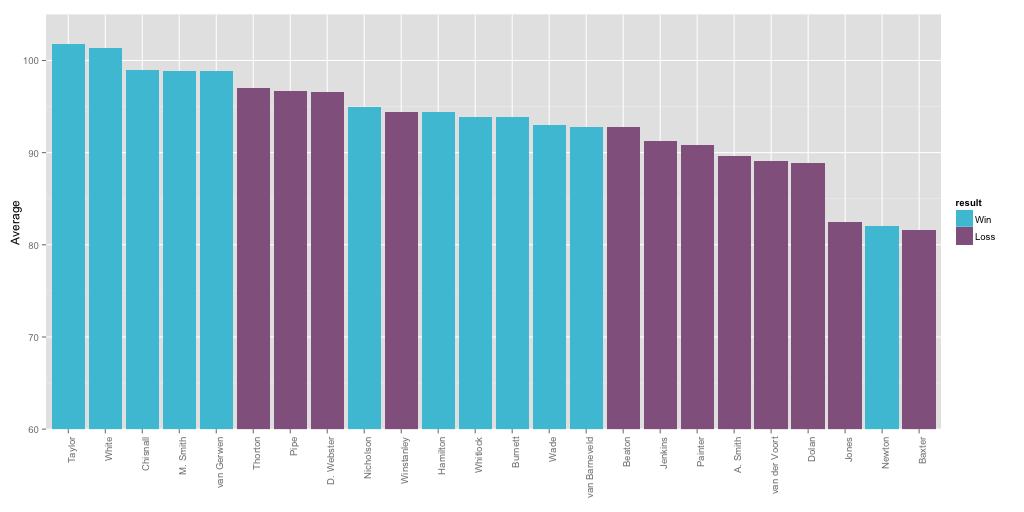 100
90
80
70
60
Average
Taylor
White
Chisnall
M. Smith
van Gerwen
Thorton
Pipe
D. Webster
Nicholson
Winstanley
Hamilton
Whitlock
Burnett
Wade
van Barneveld
Beaton
Jenkins
Painter
A. Smith
van der Voort
Dolan
Jones
Newton
Baxter
result
Win
Loss